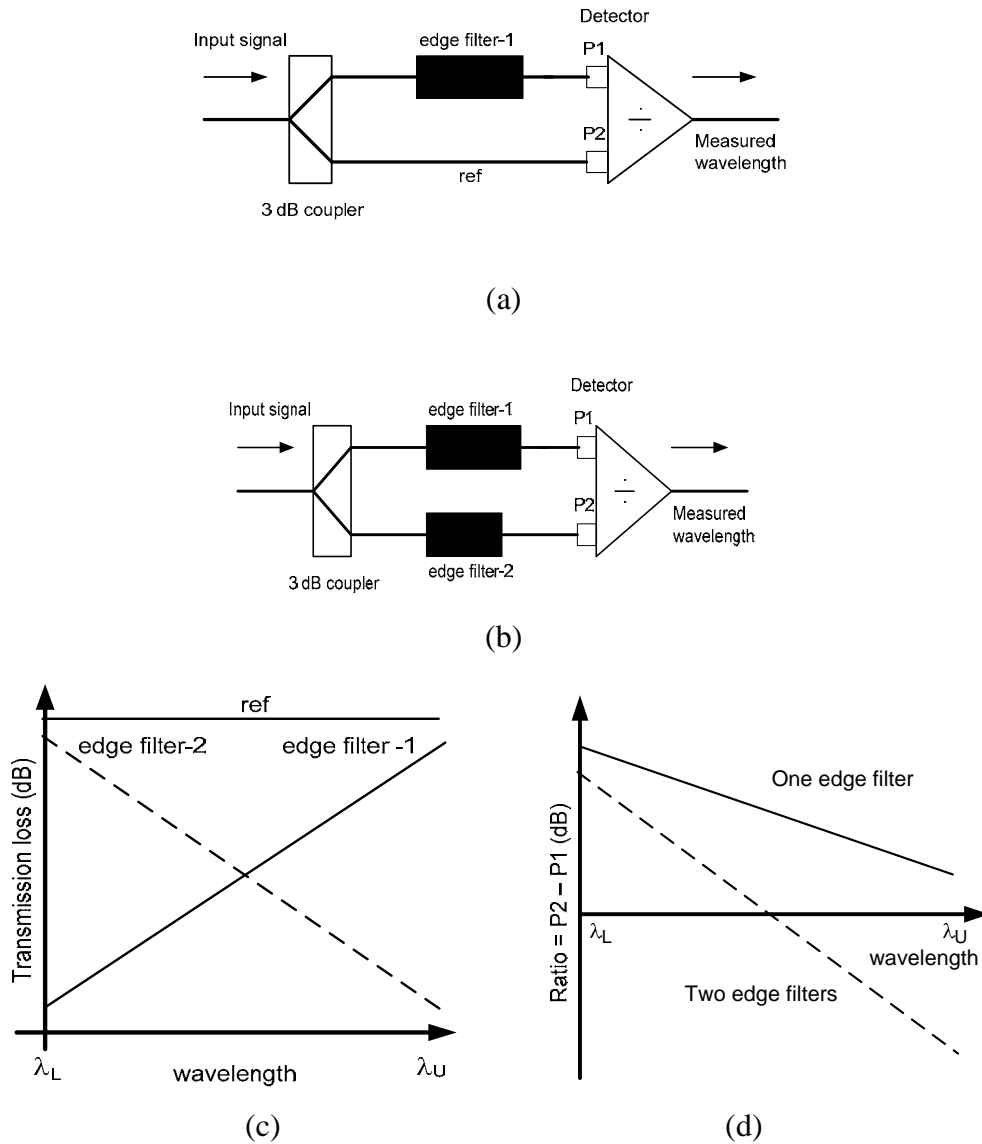 Detector
Input signal
edge filter-1
P1
÷
P2
Measured
wavelength
ref
3 dB coupler
(a)
Detector
Input signal
edge filter-1
P1
÷
P2
Measured
wavelength
edge filter-2
3 dB coupler
(b)
Transmission loss (dB)
ref
edge filter-2
edge filter -1
λL
wavelength
λU
(c)
Ratio = P2 – P1 (dB)
One edge filter
λL
λU
wavelength
Two edge filters
(d)